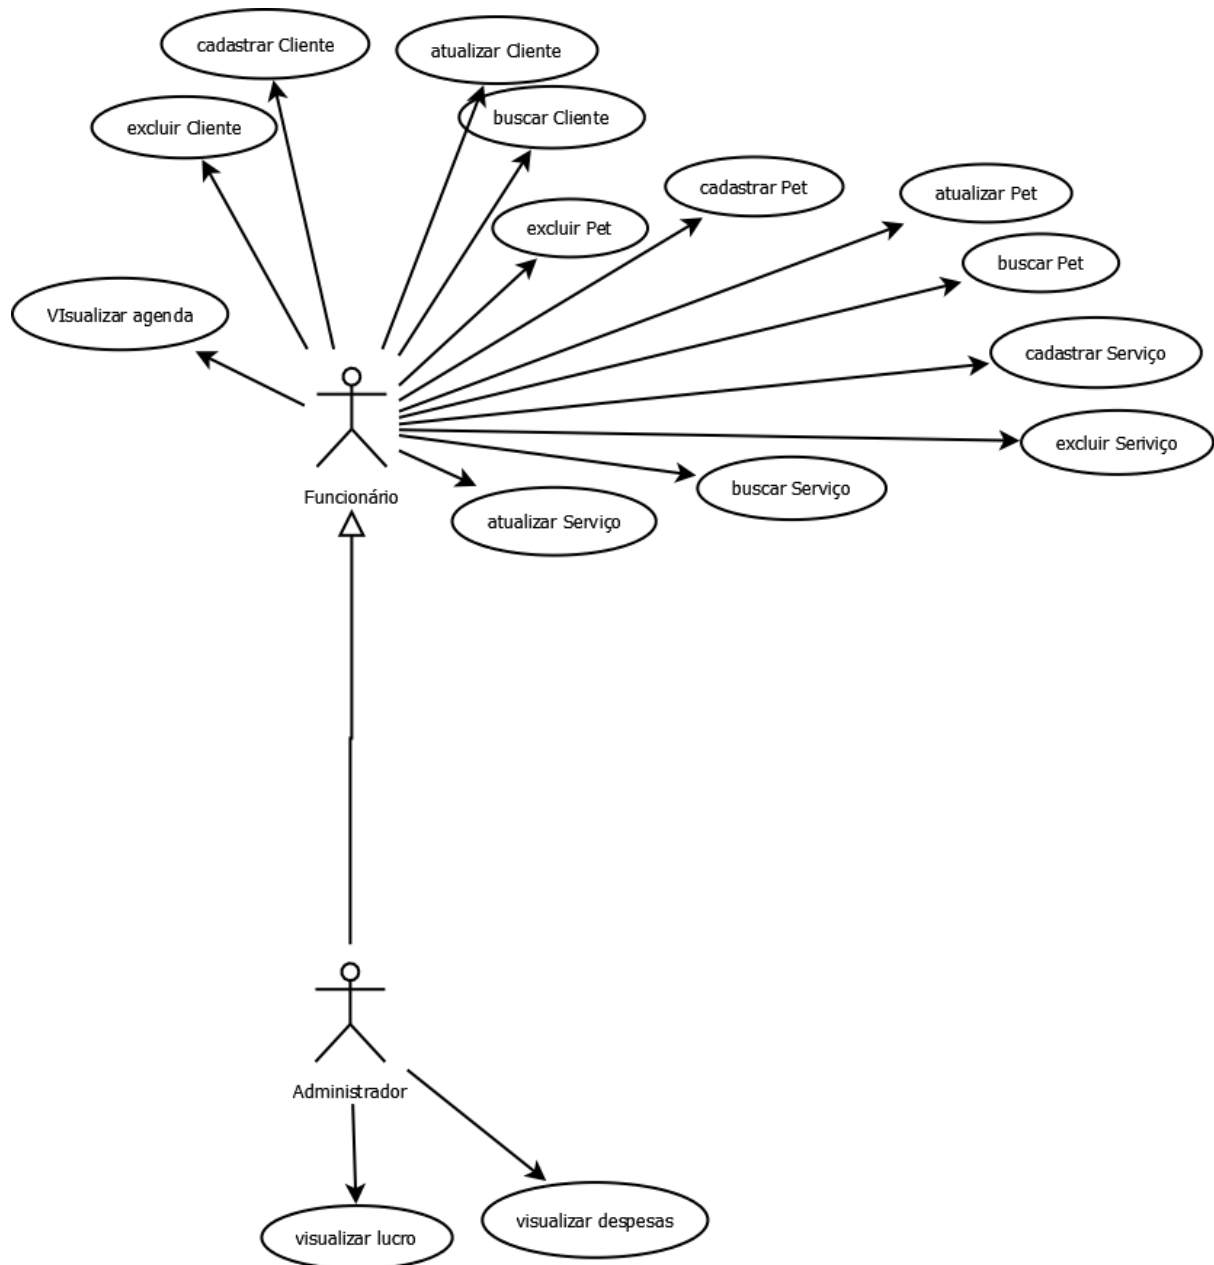 cadastrar Cliente
atualizar Cliente
excluir Cliente
buscar Cliente
cadastrar Pet
atualizar Pet
excluir Pet
buscar Pet
VIsualizar agenda
cadastrar Serviço
excluir Seriviço
buscar Serviço
Funcionário
atualizar Serviço
Administrador
visualizar lucro
visualizar despesas